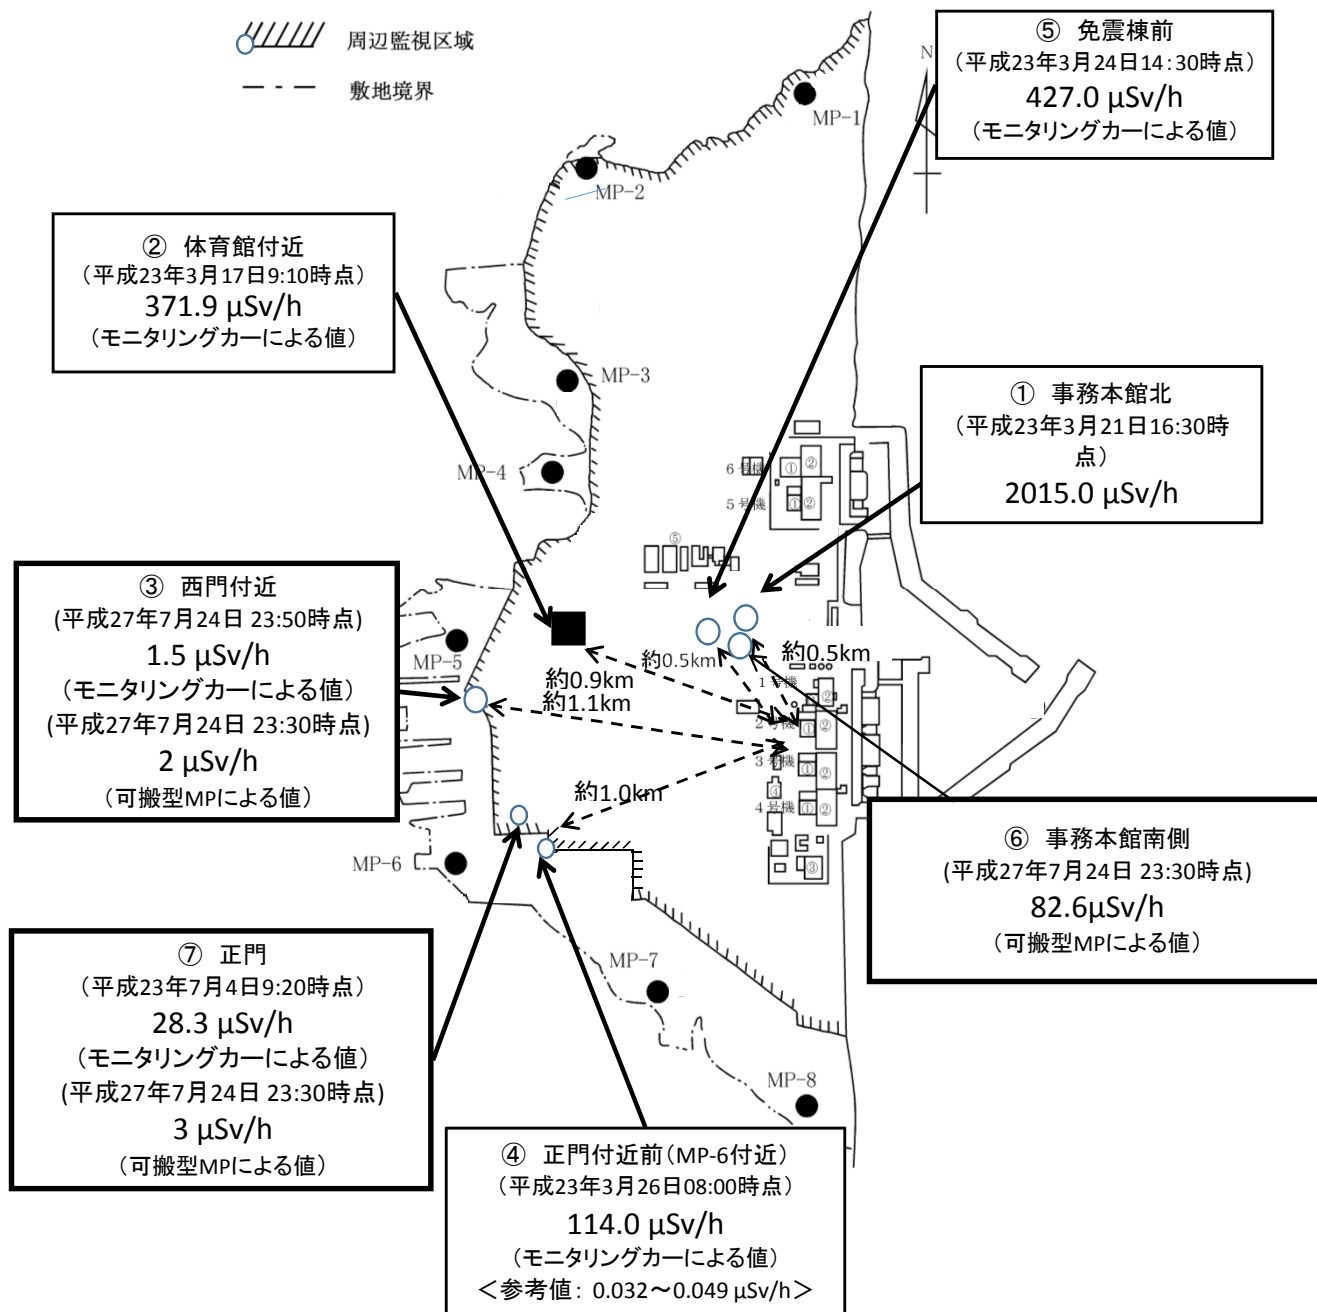 周辺監視区域
敷地境界
N
⑤ 免震棟前
(平成23年3月24日14:30時点)
427.0 μSv/h
(モニタリングカーによる値)
MP-1
MP-2
② 体育館付近
(平成23年3月17日9:10時点)
371.9 μSv/h
(モニタリングカーによる値)
MP-3
① 事務本館北
(平成23年3月21日16:30時
点)
2015.0 μSv/h
MP-4
6号機
① ②
5号機
① ②
⑤
③ 西門付近
(平成27年7月24日 23:50時点)
1.5 μSv/h
(モニタリングカーによる値)
(平成27年7月24日 23:30時点)
2 μSv/h
(可搬型MPによる値)
MP-5
約0.5km
約0.5km
約0.9km
約1.1km
1号機
②
2号機
① ②
3号機
① ②
④
4号機
① ②
③
約1.0km
MP-6
⑥ 事務本館南側
(平成27年7月24日 23:30時点)
82.6μSv/h
(可搬型MPによる値)
⑦ 正門
(平成23年7月4日9:20時点)
28.3 μSv/h
(モニタリングカーによる値)
(平成27年7月24日 23:30時点)
3 μSv/h
(可搬型MPによる値)
MP-7
MP-8
④ 正門付近前(MP-6付近)
(平成23年3月26日08:00時点)
114.0 μSv/h
(モニタリングカーによる値)
<参考値: 0.032~0.049 μSv/h>